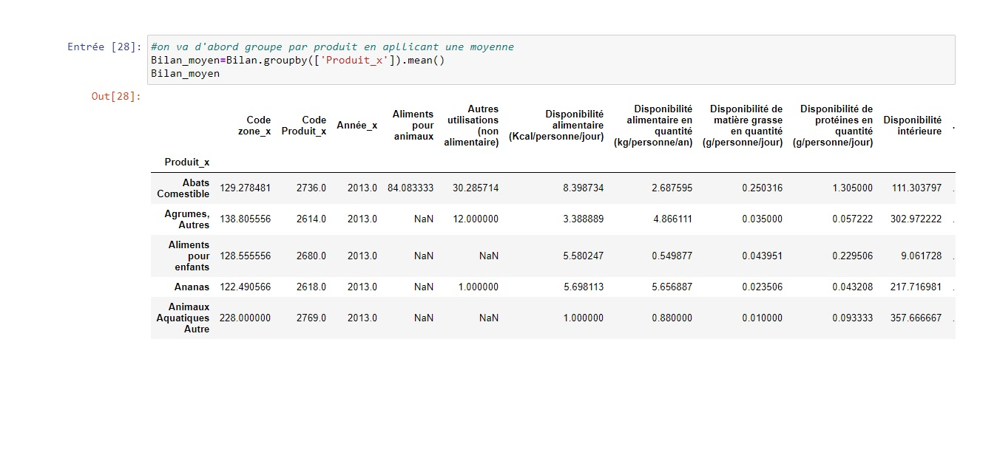 Entrée [28]: #on va d'abord groupe par produit en apllicant une moyenne
Bilan_moyen=Bilan.groupby(['Produit_x']).mean()
Bilan_moyen
Out[28]:
Code zone_x Code Produit_x Année_x Aliments pour animaux Autres utilisations (non alimentaire) Disponibilité alimentaire (Kcal/personne/jour) Disponibilité alimentaire en quantité (kg/personne/an) Disponibilité de matière grasse en quantité (g/personne/jour) Disponibilité de protéines en quantité (g/personne/jour) Disponibilité intérieure .
Produit_x
Abats Comestible 129.278481 2736.0 2013.0 84.083333 30.285714 8.398734 2.687595 0.250316 1.305000 111.303797 .
Agrumes, Autres 138.805556 2614.0 2013.0 NaN 12.000000 3.388889 4.866111 0.035000 0.057222 302.972222 .
Aliments pour enfants 128.555556 2680.0 2013.0 NaN NaN 5.580247 0.549877 0.043951 0.229506 9.061728 .
Ananas 122.490566 2618.0 2013.0 NaN 1.000000 5.698113 5.656887 0.023506 0.043208 217.716981 .
Animaux Aquatiques Autre 228.000000 2769.0 2013.0 NaN NaN 1.000000 0.880000 0.010000 0.093333 357.666667 .